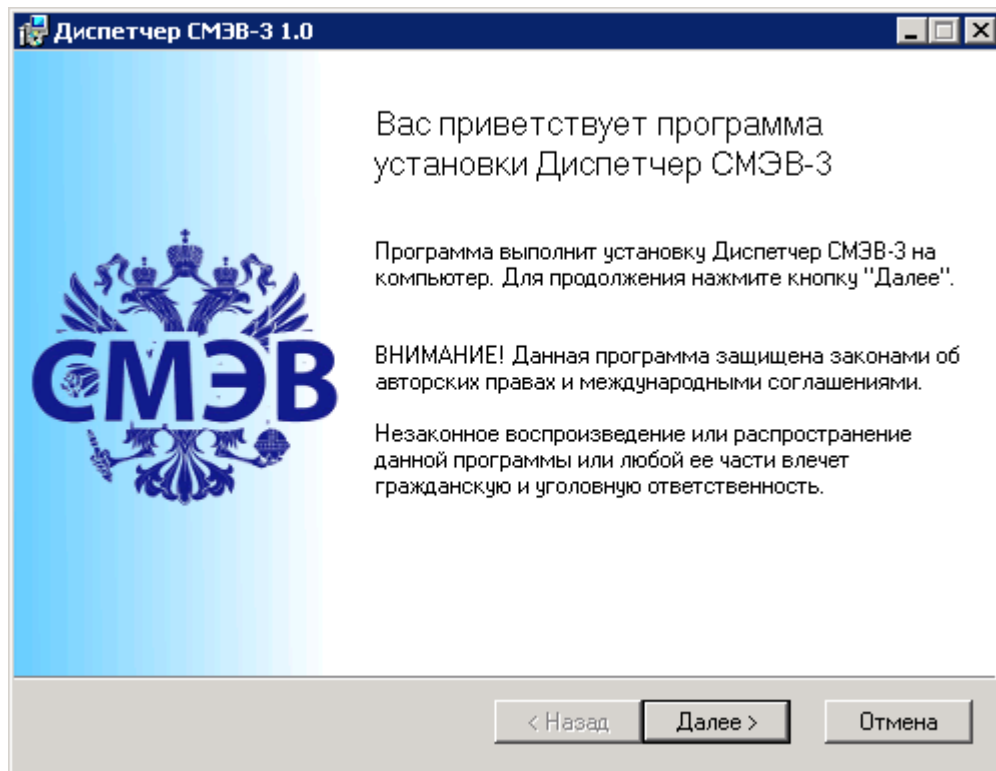 Диспетчер СМЭВ-3 1.0
Вас приветствует программа
установки Диспетчер СМЭВ-3
Программа выполнит установку Диспетчер СМЭВ-3 на
компьютер. Для продолжения нажмите кнопку "Далее".
СМЭВ
ВНИМАНИЕ! Данная программа защищена законами об
авторских правах и международными соглашениями.
Незаконное воспроизведение или распространение
данной программы или любой ее части влечет
гражданскую и уголовную ответственность.
< Назад
Далее >
Отмена